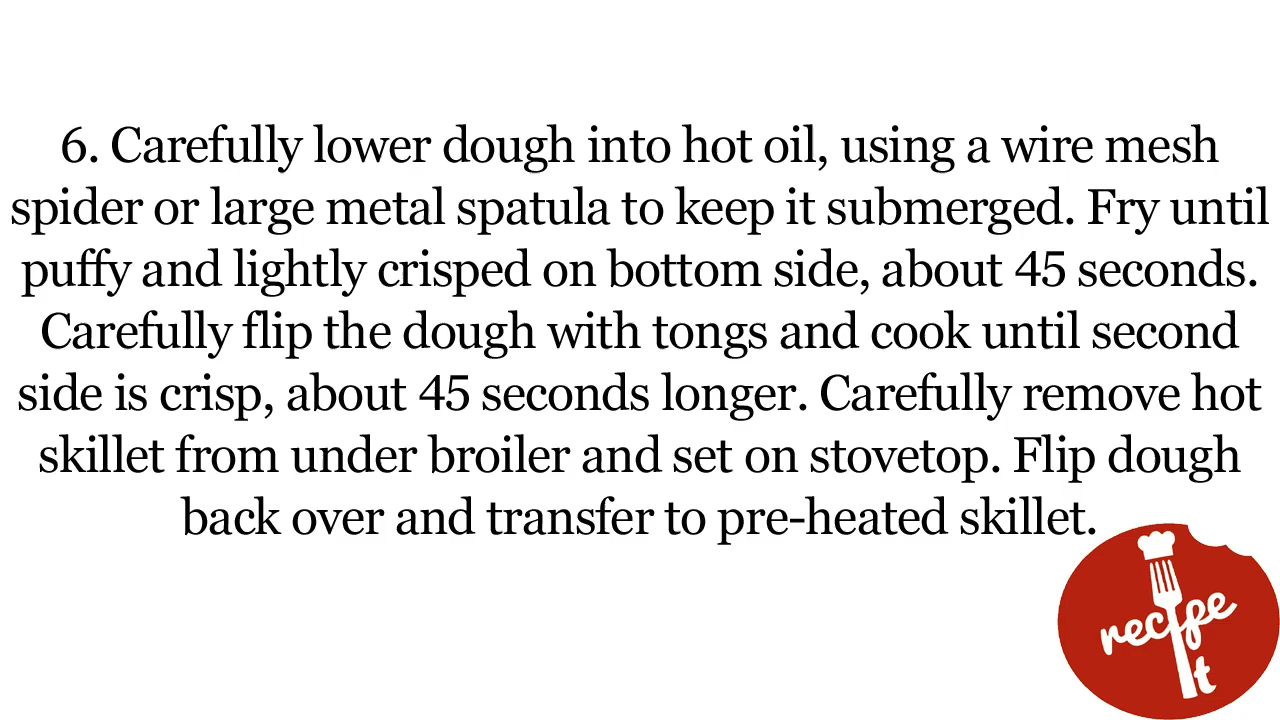 6. Carefully lower dough into hot oil, using a wire mesh
spider or large metal spatula to keep it submerged. Fry until
puffy and lightly crisped on bottom side, about 45 seconds.
Carefully flip the dough with tongs and cook until second
side is crisp, about 45 seconds longer. Carefully remove hot
skillet from under broiler and set on stovetop. Flip dough
back over and transfer to pre-heated skillet.
recipe
It